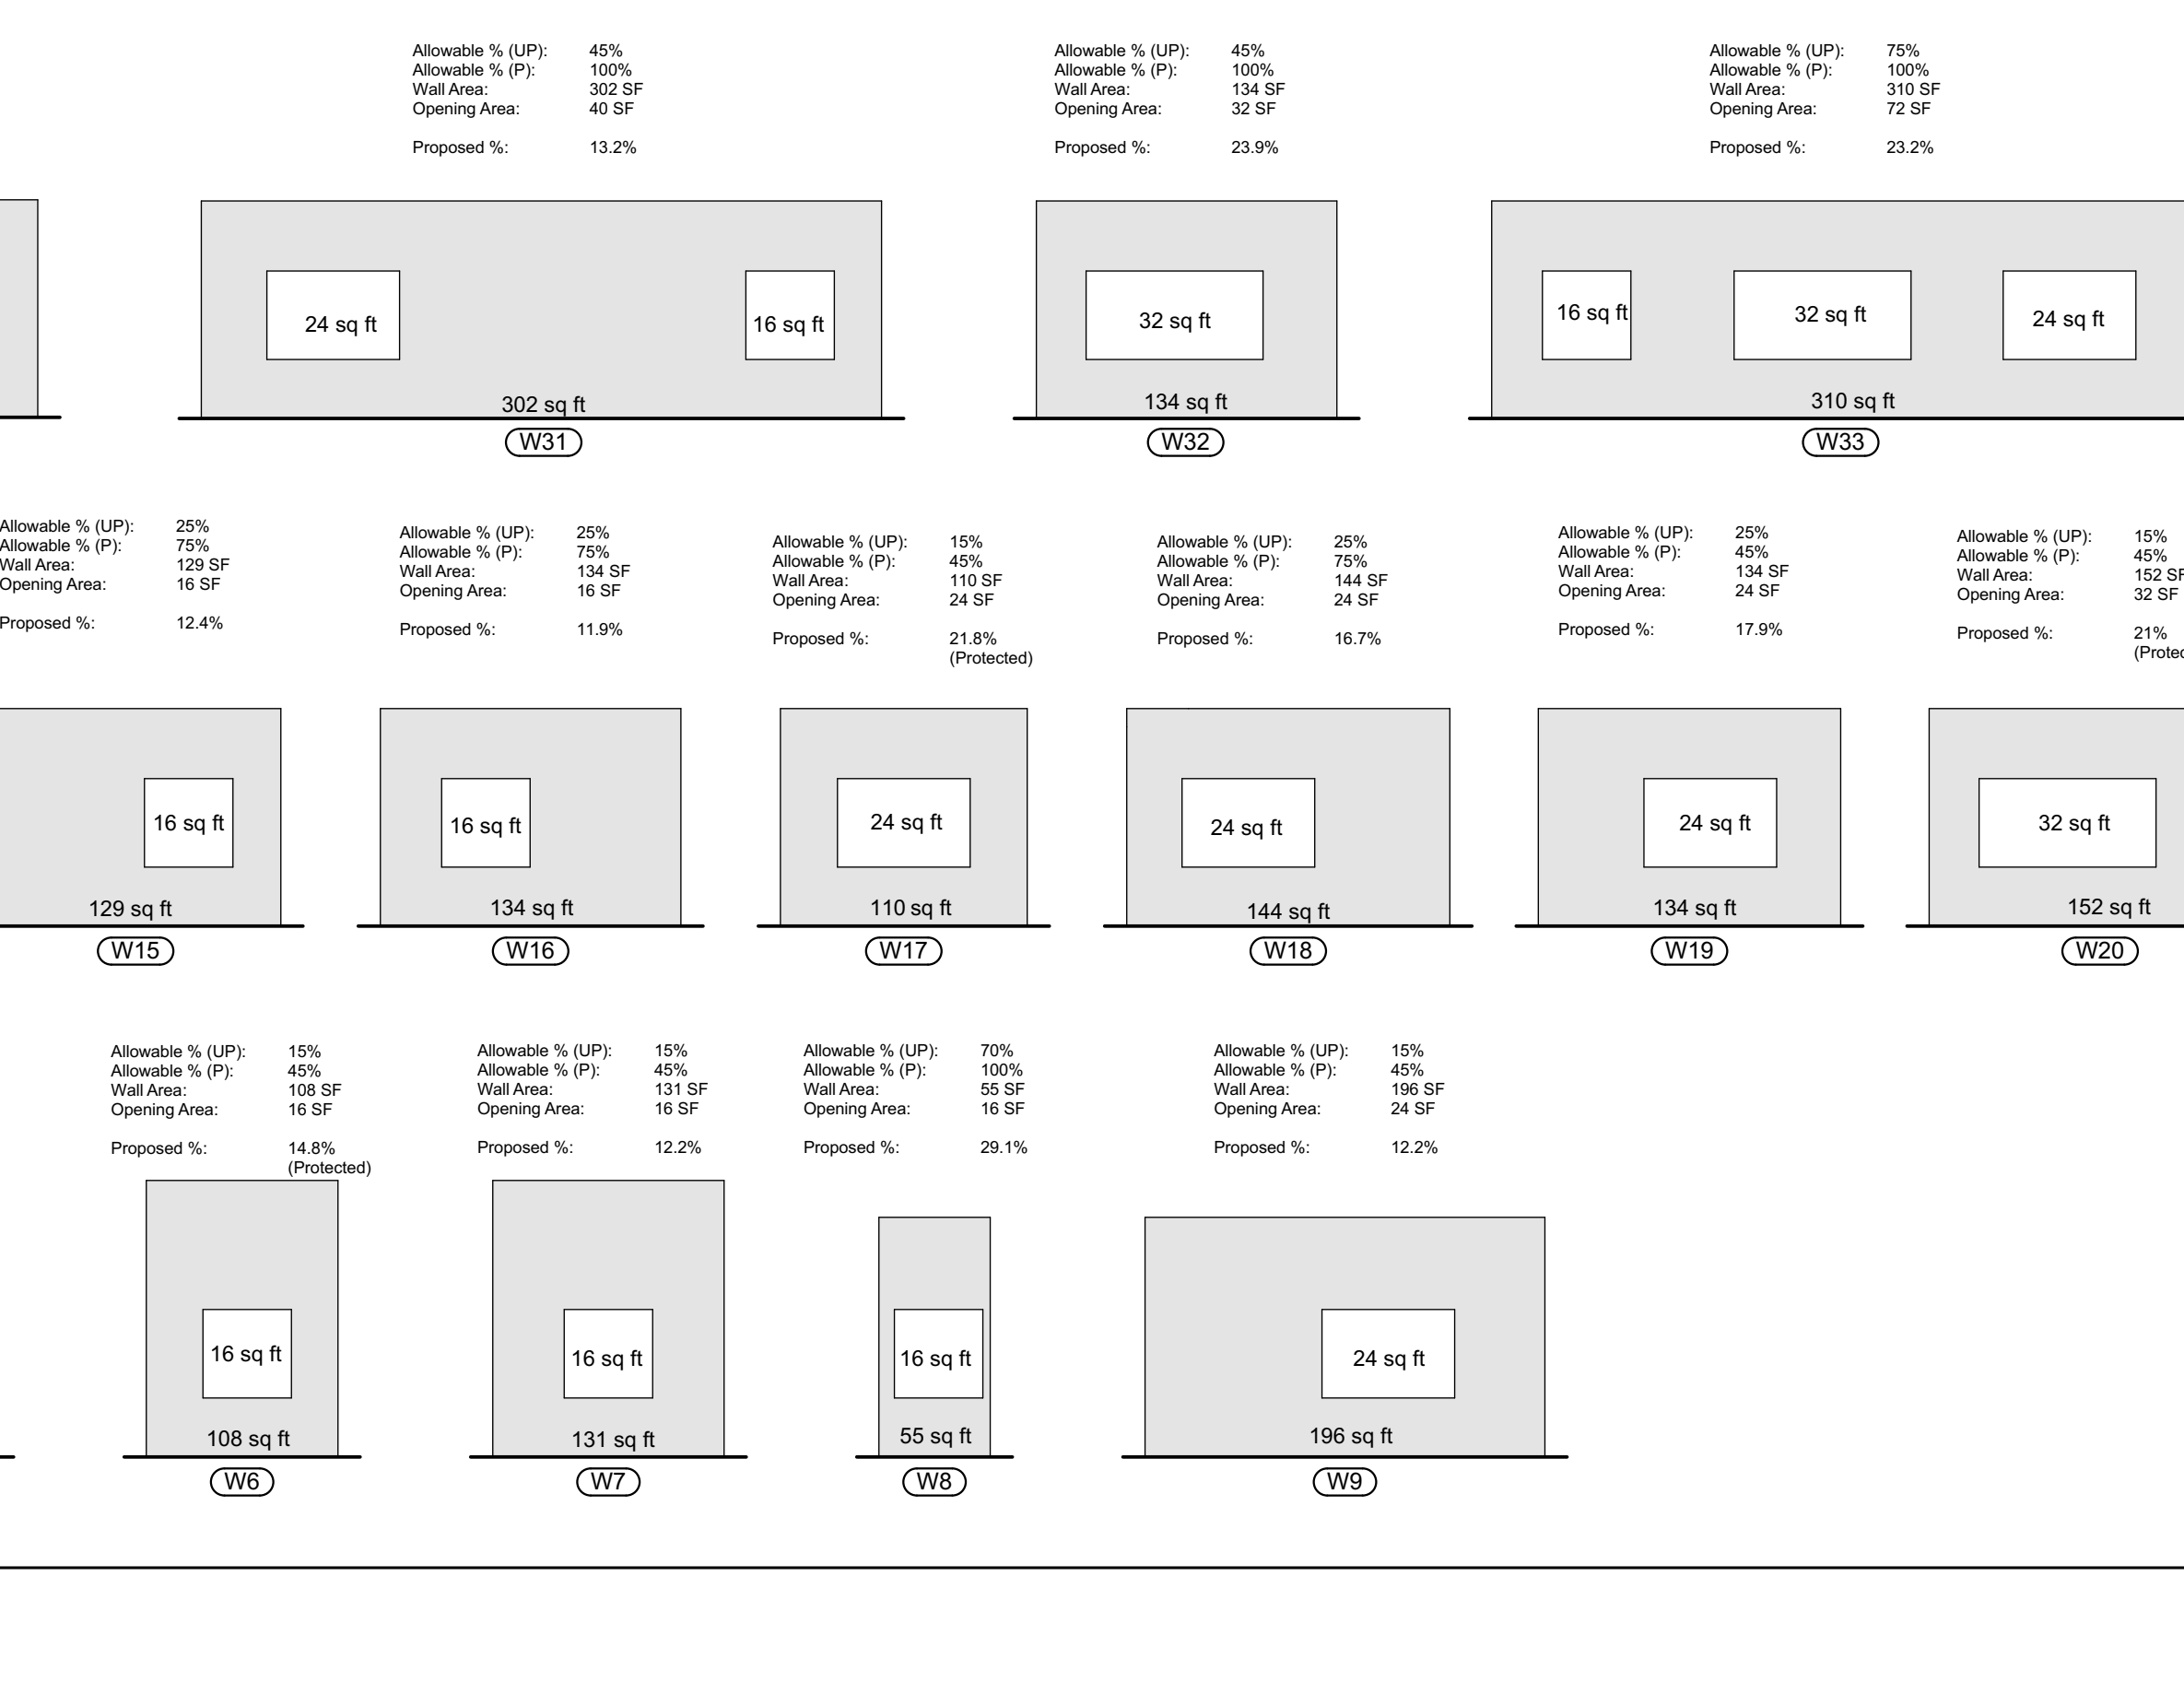 Allowable % (UP): 45%
Allowable % (P): 100%
Wall Area: 302 SF
Opening Area: 40 SF
Proposed %: 13.2%
24 sq ft
16 sq ft
302 sq ft
W31
Allowable % (UP): 45%
Allowable % (P): 100%
Wall Area: 134 SF
Opening Area: 32 SF
Proposed %: 23.9%
32 sq ft
134 sq ft
W32
Allowable % (UP): 75%
Allowable % (P): 100%
Wall Area: 310 SF
Opening Area: 72 SF
Proposed %: 23.2%
16 sq ft
32 sq ft
24 sq ft
310 sq ft
W33
Allowable % (UP): 25%
Allowable % (P): 75%
Wall Area: 129 SF
Opening Area: 16 SF
Proposed %: 12.4%
16 sq ft
129 sq ft
W15
Allowable % (UP): 25%
Allowable % (P): 75%
Wall Area: 134 SF
Opening Area: 16 SF
Proposed %: 11.9%
16 sq ft
134 sq ft
W16
Allowable % (UP): 15%
Allowable % (P): 45%
Wall Area: 110 SF
Opening Area: 24 SF
Proposed %: 21.8%
(Protected)
24 sq ft
110 sq ft
W17
Allowable % (UP): 25%
Allowable % (P): 75%
Wall Area: 144 SF
Opening Area: 24 SF
Proposed %: 16.7%
24 sq ft
144 sq ft
W18
Allowable % (UP): 25%
Allowable % (P): 45%
Wall Area: 134 SF
Opening Area: 24 SF
Proposed %: 17.9%
24 sq ft
134 sq ft
W19
Allowable % (UP): 15%
Allowable % (P): 45%
Wall Area: 152 SF
Opening Area: 32 SF
Proposed %: 21%
(Protec
32 sq ft
152 sq ft
W20
Allowable % (UP): 15%
Allowable % (P): 45%
Wall Area: 108 SF
Opening Area: 16 SF
Proposed %: 14.8%
(Protected)
16 sq ft
108 sq ft
W6
Allowable % (UP): 15%
Allowable % (P): 45%
Wall Area: 131 SF
Opening Area: 16 SF
Proposed %: 12.2%
16 sq ft
131 sq ft
W7
Allowable % (UP): 70%
Allowable % (P): 100%
Wall Area: 55 SF
Opening Area: 16 SF
Proposed %: 29.1%
16 sq ft
55 sq ft
W8
Allowable % (UP): 15%
Allowable % (P): 45%
Wall Area: 196 SF
Opening Area: 24 SF
Proposed %: 12.2%
24 sq ft
196 sq ft
W9